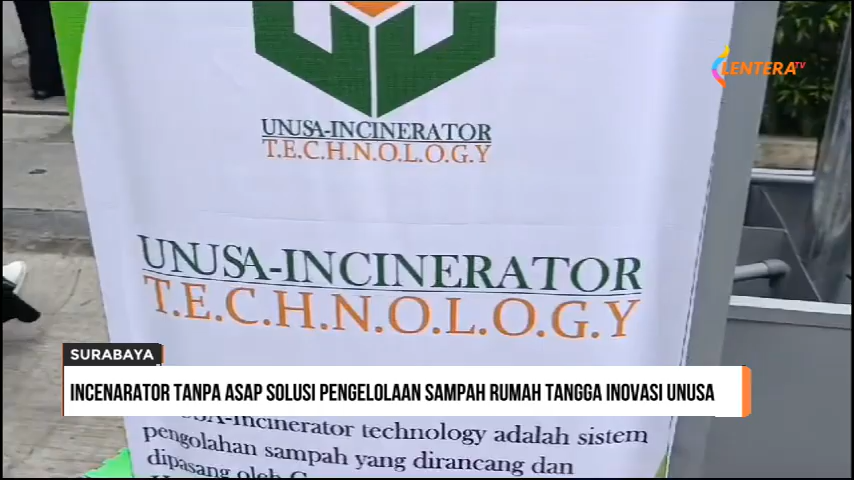 LENTERA TV
UNUSA-INCINERATOR
T.E.C.H.N.O.L.O.G.Y
UNUSA-INCINERATOR
T.E.C.H.N.O.L.O.G.Y
SURABAYA
INCENARATOR TANPA ASAP SOLUSI PENGELOLAAN SAMPAH RUMAH TANGGA INOVASI UNUSA
-Incinerator technology adalah sistem
pengolahan sampah yang dirancang dan
dipasang oleh